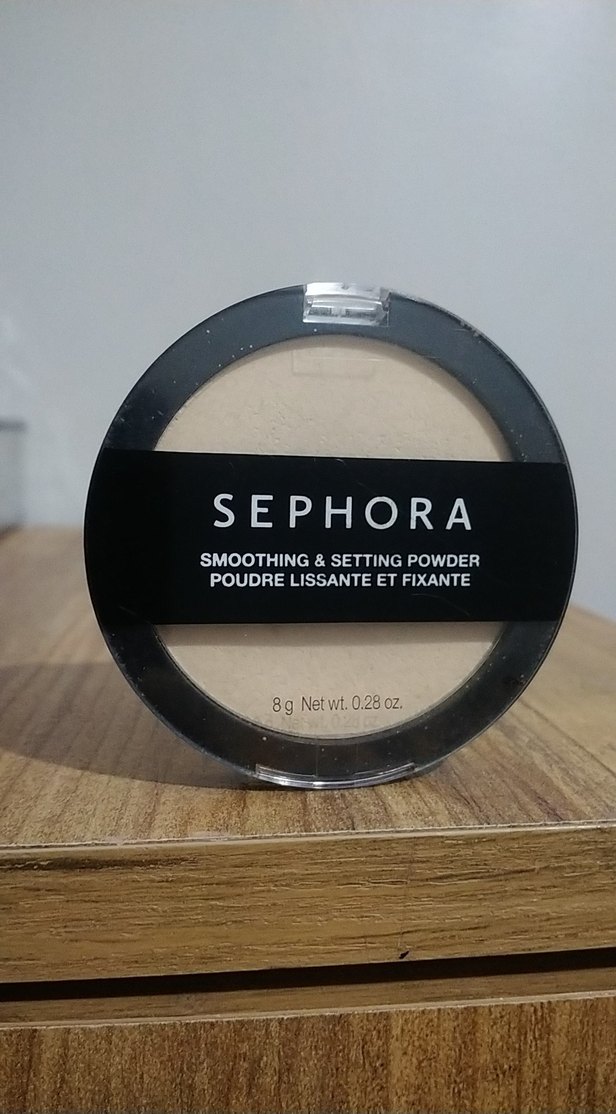 SEPHORA
SMOOTHING & SETTING POWDER
POUDRE LISSANTE ET FIXANTE
8 g Net wt. 0.28 oz.